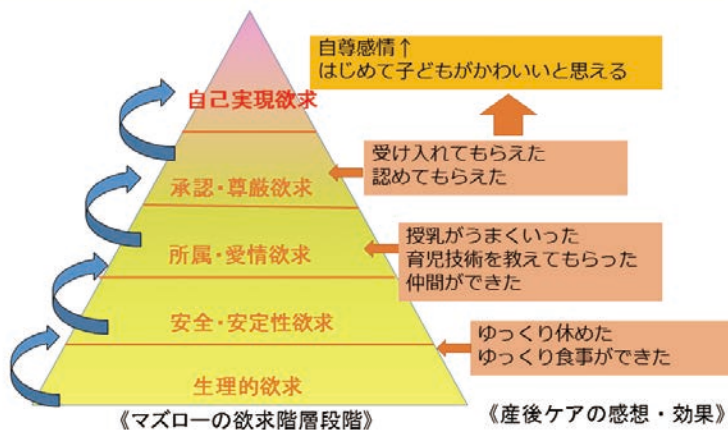 自尊感情↑
はじめて子どもがかわいいと思える
自己実現欲求
受け入れてもらえた
認めてもらえた
承認・尊厳欲求
授乳がうまくいった
育児技術を教えてもらった
仲間ができた
所属・愛情欲求
安全・安定性欲求
ゆっくり休めた
ゆっくり食事ができた
生理的欲求
《マズローの欲求階層段階》
《産後ケアの感想・効果》